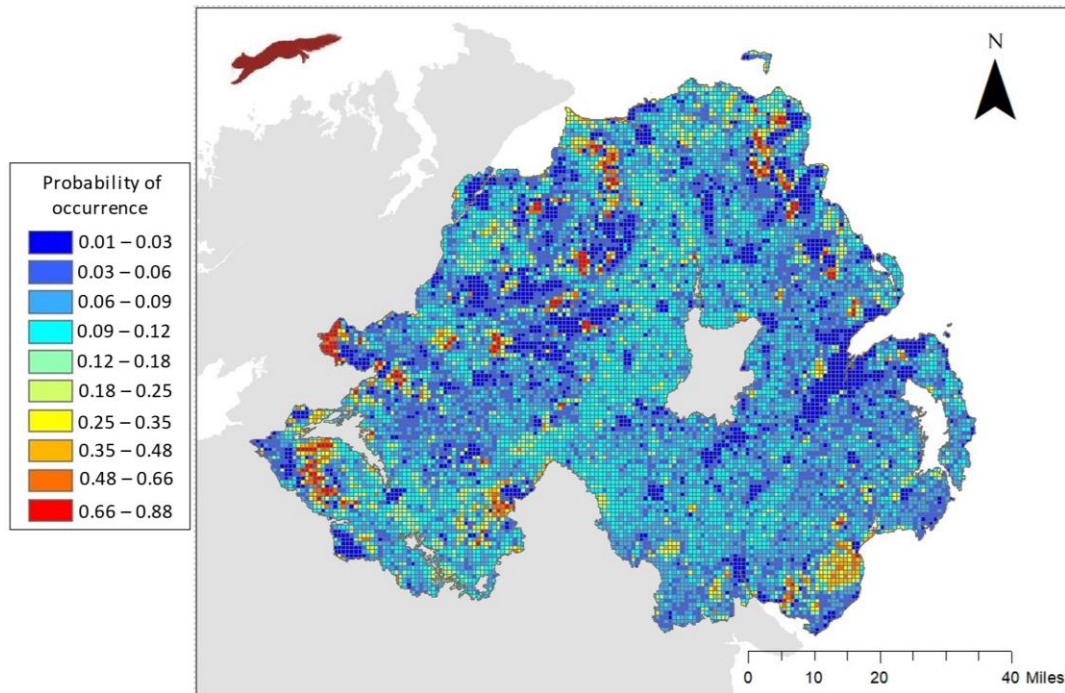 N
Probability of
occurrence
0.01 – 0.03
0.03 – 0.06
0.06 – 0.09
0.09 – 0.12
0.12 – 0.18
0.18 – 0.25
0.25 – 0.35
0.35 – 0.48
0.48 – 0.66
0.66 – 0.88
0 10 20 40 Miles